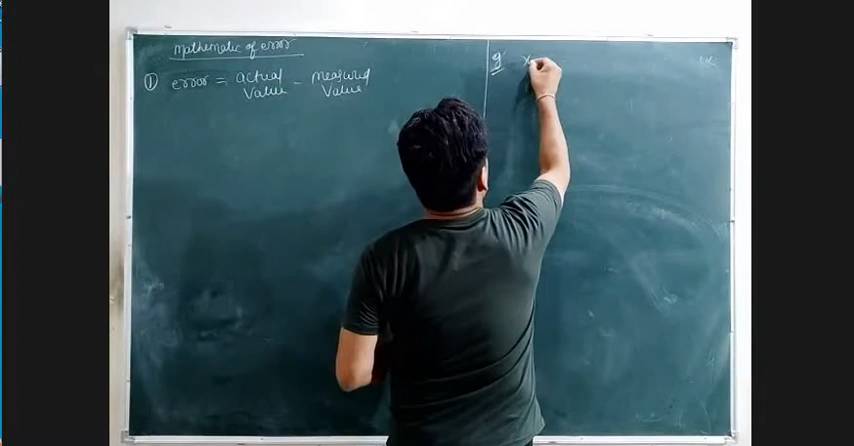 Mathematic of error
① error = actual value - measured value
g
x